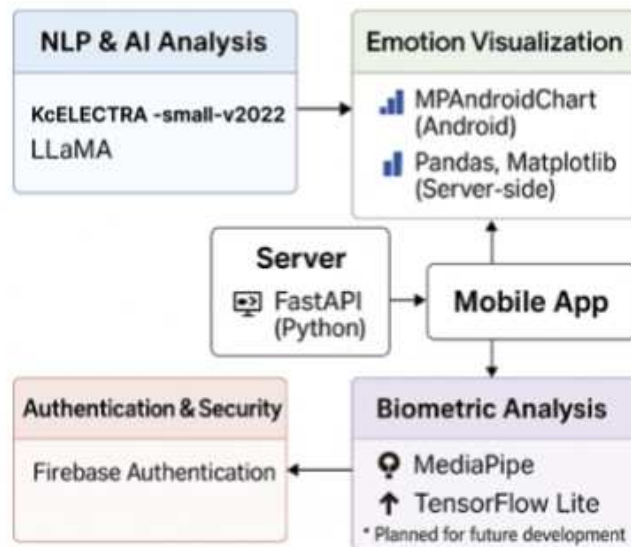 NLP & AI Analysis
KcELECTRA -small-v2022
LLaMA
Emotion Visualization
MPAndroidChart
(Android)
Pandas, Matplotlib
(Server-side)
Server
FastAPI
(Python)
Mobile App
Authentication & Security
Firebase Authentication
Biometric Analysis
MediaPipe
TensorFlow Lite
* Planned for future development